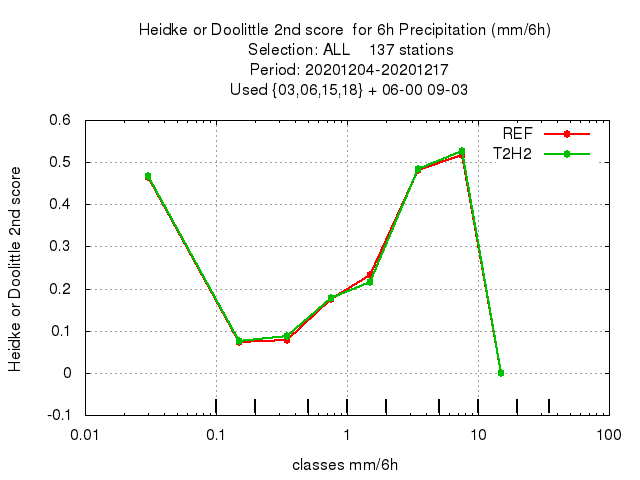 Heidke or Doolittle 2nd score  for 6h Precipitation (mm/6h)
Selection: ALL    137 stations
Period: 20201204-20201217
Used {03,06,15,18} + 06-00 09-03
REF
T2H2
Heidke or Doolittle 2nd score
0.6
0.5
0.4
0.3
0.2
0.1
0
-0.1
0.01
0.1
1
10
100
classes mm/6h